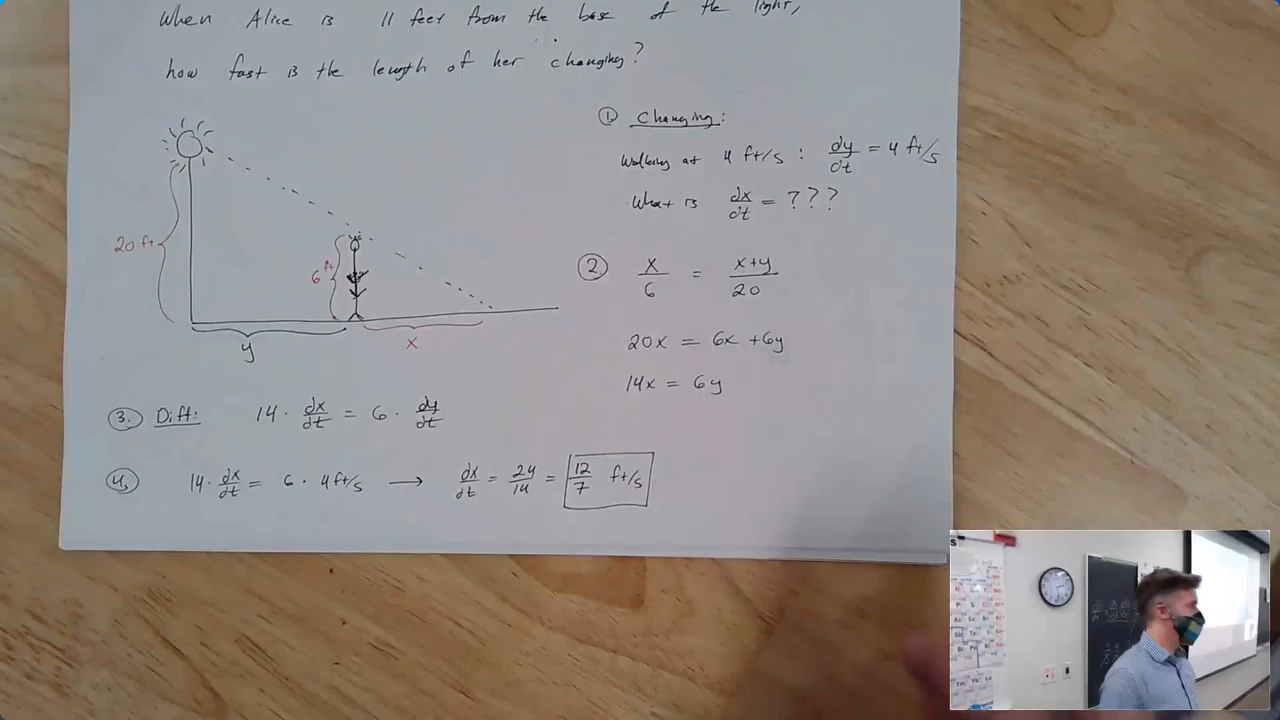 When Alice is 11 feet from the base of the light,
how fast is the length of her changing?
① Changing:
Walking at 4 ft/s : dy/dt = 4 ft/s
What is dx/dt = ???
20 ft
6 ft
y
x
② x/6 = x+y/20
20x = 6x + 6y
14x = 6y
③. Diff: 14 · dx/dt = 6 · dy/dt
④, 14 · dx/dt = 6 · 4 ft/s → dx/dt = 24/14 = 12/7 ft/s